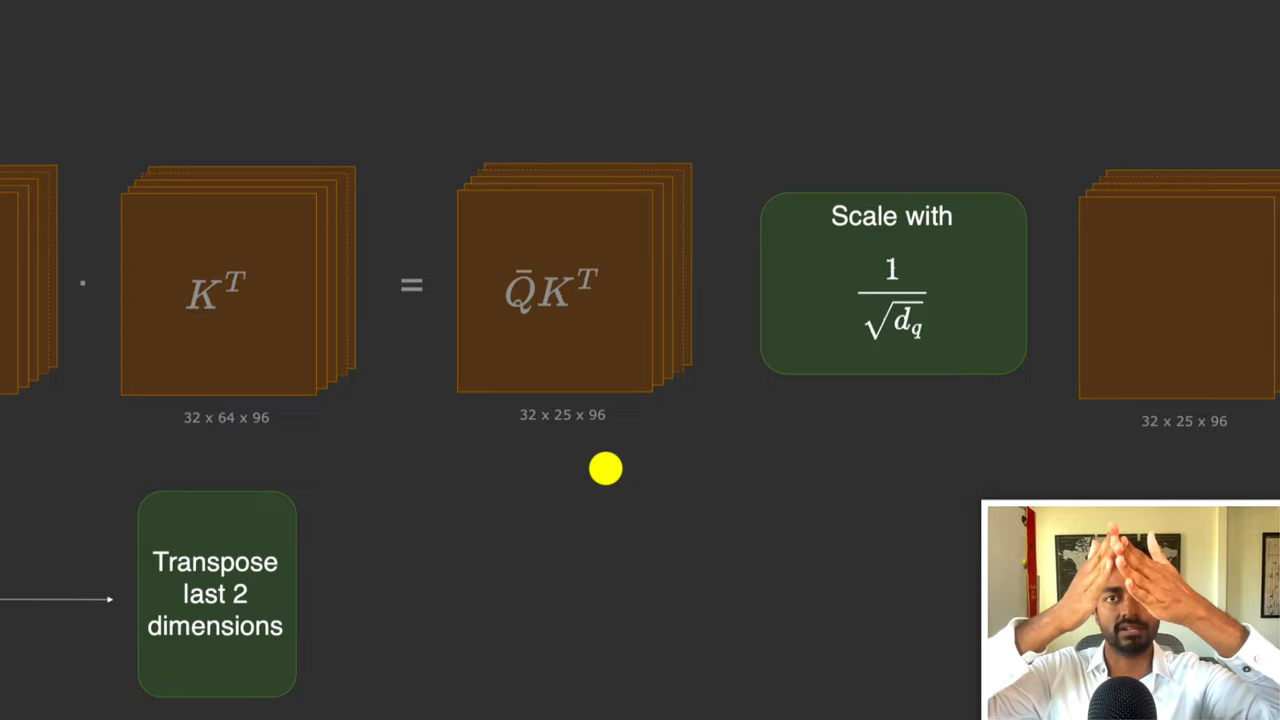 ·
K^T
=
Q̄K^T
Scale with
1
√d_q
32 x 64 x 96
32 x 25 x 96
32 x 25 x 96
Transpose
last 2
dimensions